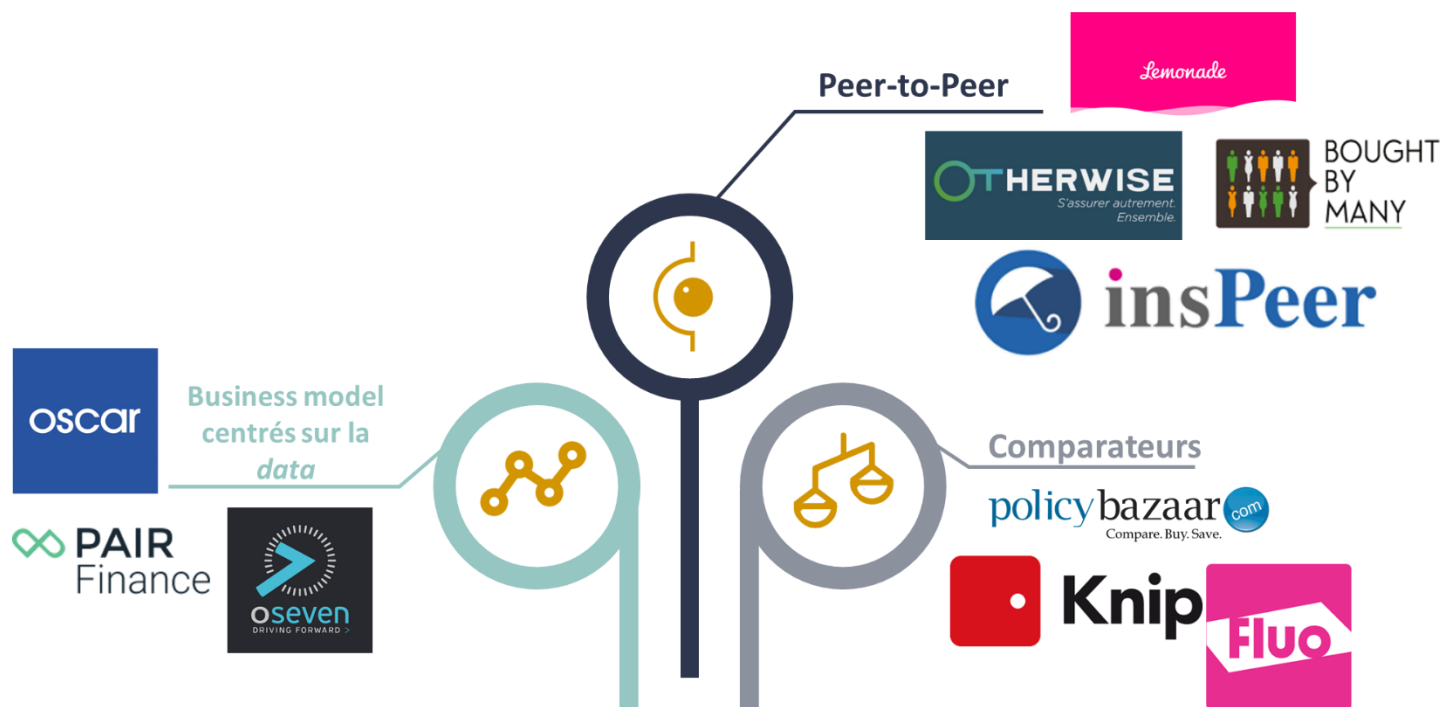 Peer-to-Peer
Lemonade
OTHERWISE
S'assurer autrement.
Ensemble.
BOUGHT
BY
MANY
insPeer
oscar
Business model
centrés sur la
data
PAIR
Finance
oseven
DRIVING FORWARD >
Comparateurs
policybazaar.com
Compare. Buy. Save.
Knip
Fluo